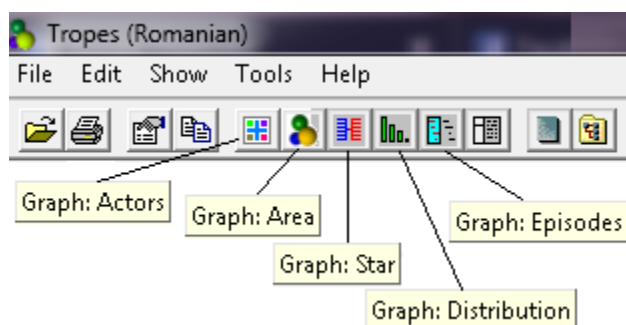 Tropes (Romanian)
File Edit Show Tools Help
Graph: Actors
Graph: Area
Graph: Episodes
Graph: Star
Graph: Distribution